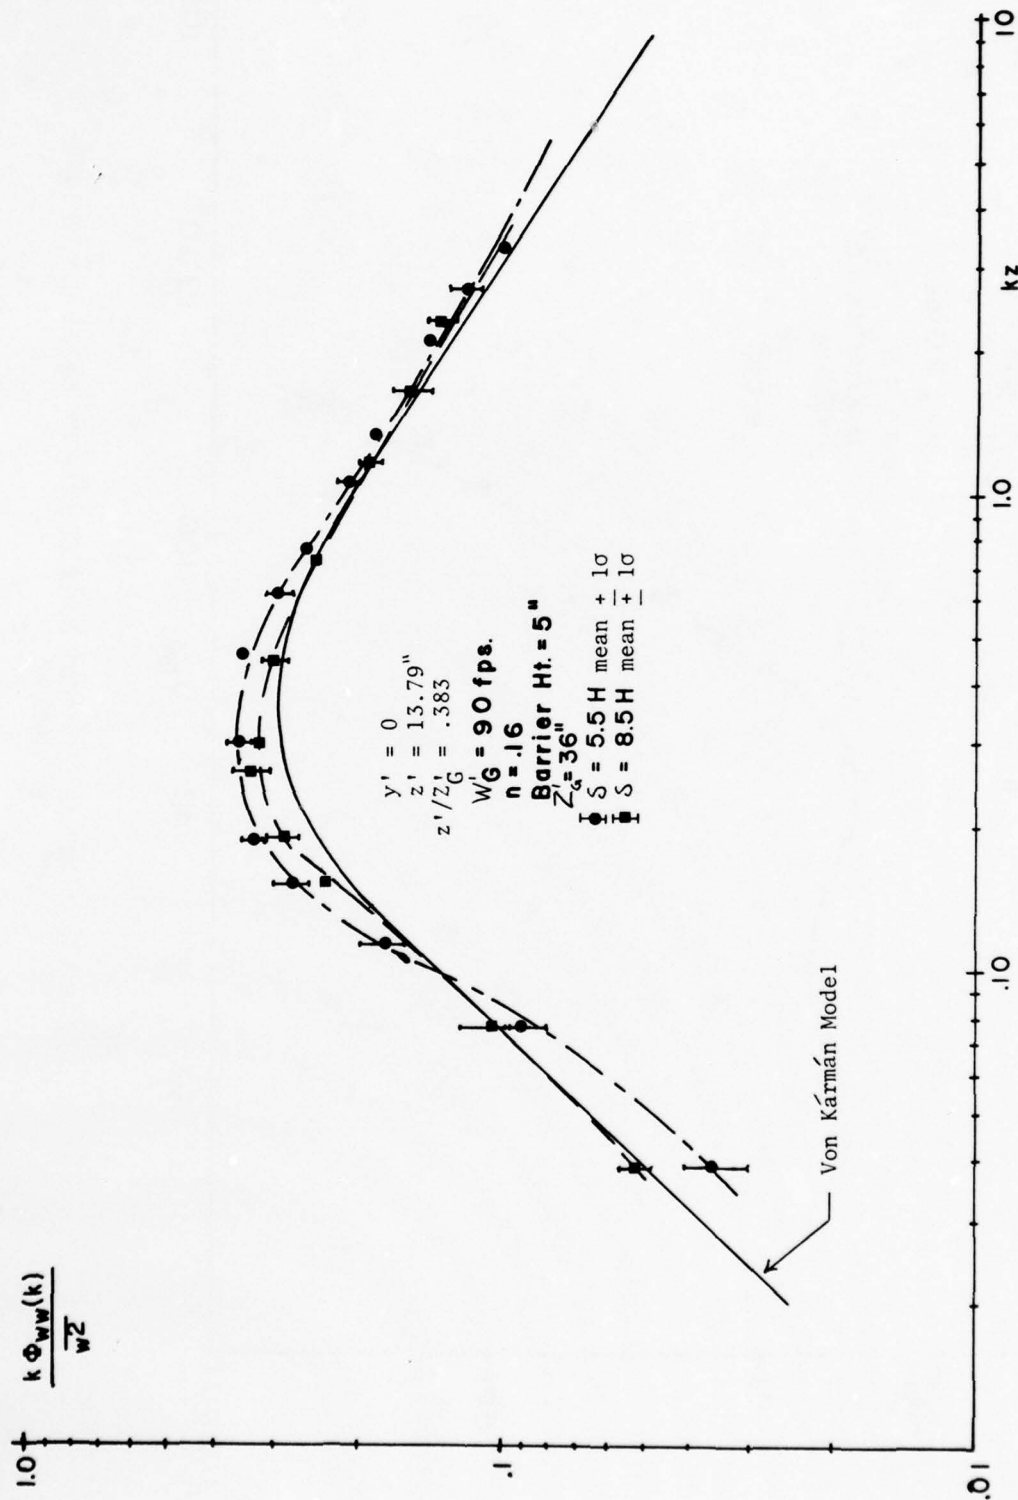 k Φww(k)
w2
1.0
.1
.01
.10
1.0
10
kz
y' = 0
z' = 13.79"
z'/Z'G = .383
W'G = 90 fps.
n = .16
Barrier Ht. = 5"
Z'G = 36"
δ = 5.5 H mean ± 1σ
δ = 8.5 H mean ± 1σ
Von Kármán Model